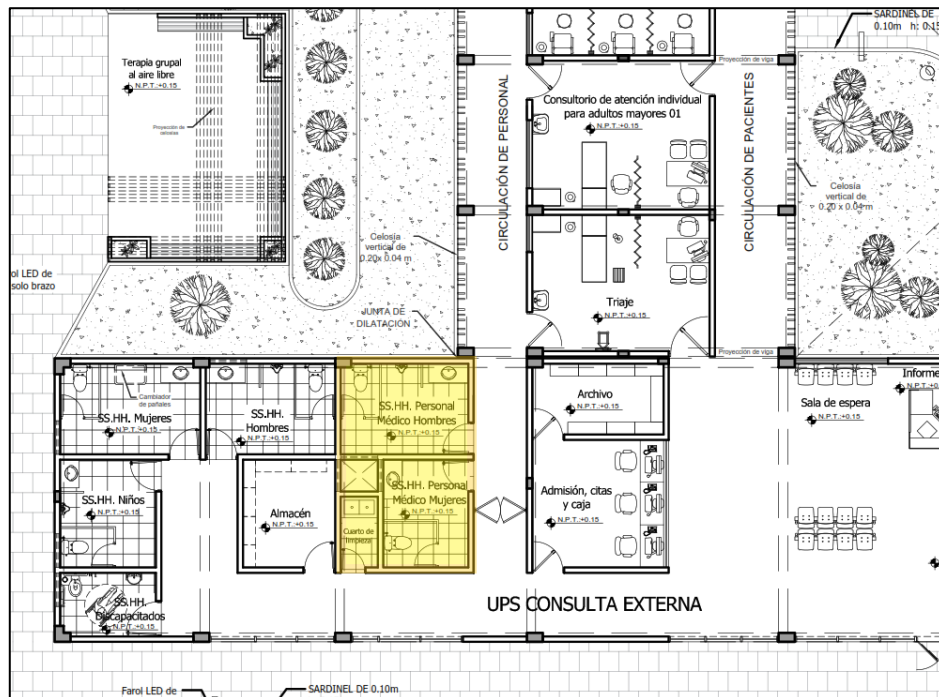 SARDINEL DE
0.10m h: 0.15
Terapia grupal
al aire libre
N.P.T.:+0.15
Proyección de
celosías
CIRCULACIÓN DE PERSONAL
Proyección de viga
Consultorio de atención individual
para adultos mayores 01
N.P.T.:+0.15
CIRCULACIÓN DE PACIENTES
Celosía
vertical de
0.20 x 0.04 m
Celosía
vertical de
0.20x 0.04 m
ol LED de
solo brazo
Triaje
N.P.T.:+0.15
JUNTA DE
DILATACIÓN
Proyección de viga
Cambiador
de pañales
SS.HH. Mujeres
N.P.T.:+0.15
SS.HH.
Hombres
N.P.T.:+0.15
SS.HH. Personal
Médico Hombres
N.P.T.:+0.15
Archivo
N.P.T.:+0.15
Sala de espera
N.P.T.:+0.15
Informe
N.P.T.:+0.
SS.HH. Niños
N.P.T.:+0.15
Almacén
N.P.T.:+0.15
SS.HH. Personal
Médico Mujeres
N.P.T.:+0.15
Cuarto de
limpieza
Admisión, citas
y caja
N.P.T.:+0.15
SS.HH.
Discapacitados
N.P.T.:+0.15
UPS CONSULTA EXTERNA
Farol LED de
SARDINEL DE 0.10m